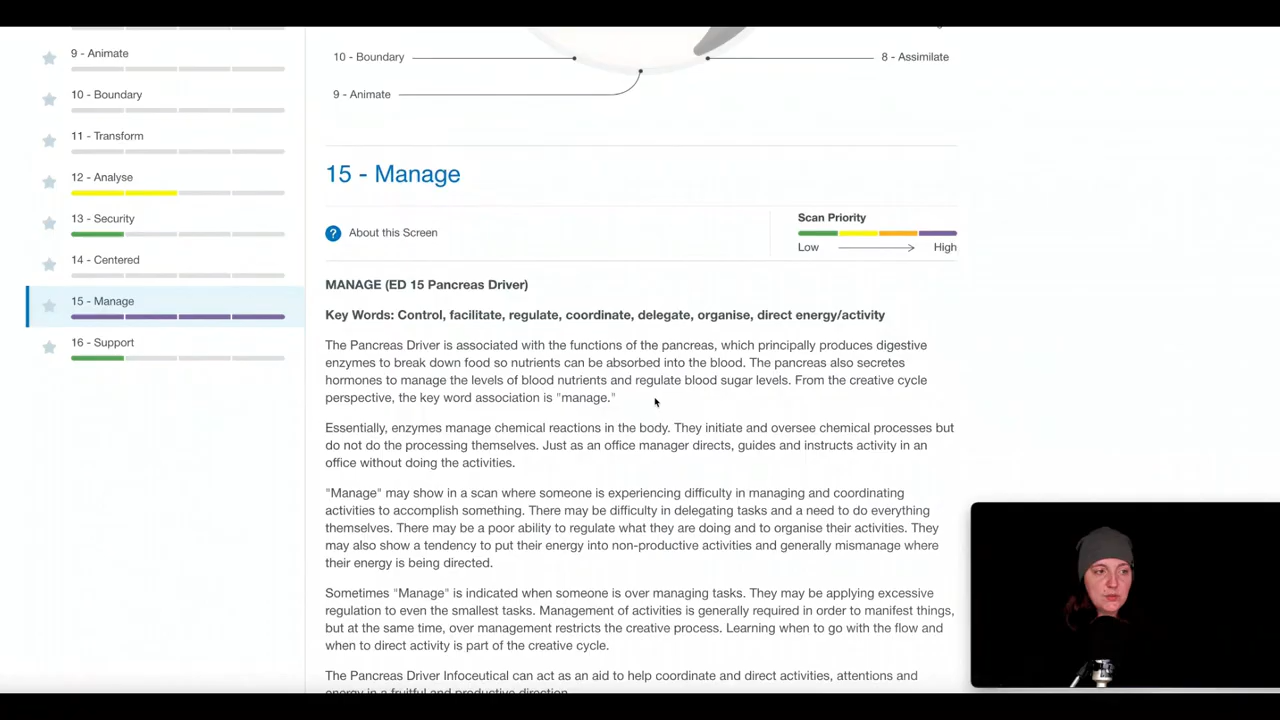 9 - Animate
10 - Boundary
11 - Transform
12 - Analyse
13 - Security
14 - Centered
15 - Manage
16 - Support
10 - Boundary
8 - Assimilate
9 - Animate
15 - Manage
? About this Screen
Scan Priority
Low High
MANAGE (ED 15 Pancreas Driver)
Key Words: Control, facilitate, regulate, coordinate, delegate, organise, direct energy/activity
The Pancreas Driver is associated with the functions of the pancreas, which principally produces digestive
enzymes to break down food so nutrients can be absorbed into the blood. The pancreas also secretes
hormones to manage the levels of blood nutrients and regulate blood sugar levels. From the creative cycle
perspective, the key word association is "manage."
Essentially, enzymes manage chemical reactions in the body. They initiate and oversee chemical processes but
do not do the processing themselves. Just as an office manager directs, guides and instructs activity in an
office without doing the activities.
"Manage" may show in a scan where someone is experiencing difficulty in managing and coordinating
activities to accomplish something. There may be difficulty in delegating tasks and a need to do everything
themselves. There may be a poor ability to regulate what they are doing and to organise their activities. They
may also show a tendency to put their energy into non-productive activities and generally mismanage where
their energy is being directed.
Sometimes "Manage" is indicated when someone is over managing tasks. They may be applying excessive
regulation to even the smallest tasks. Management of activities is generally required in order to manifest things,
but at the same time, over management restricts the creative process. Learning when to go with the flow and
when to direct activity is part of the creative cycle.
The Pancreas Driver Infoceutical can act as an aid to help coordinate and direct activities, attentions and
energy in a fruitful and productive direction.